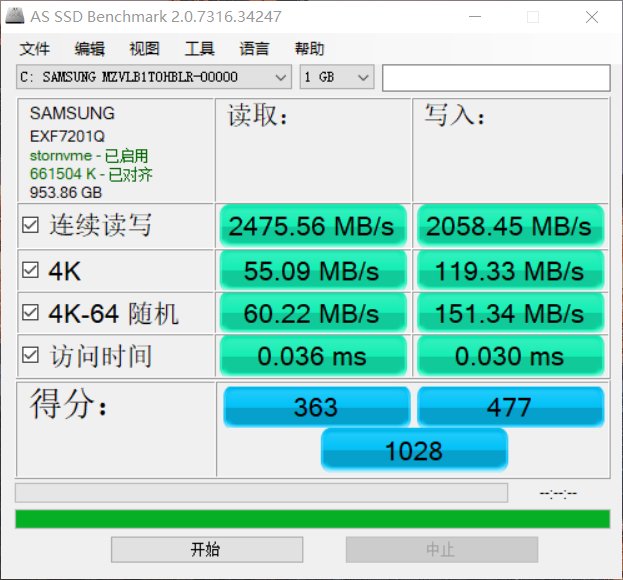 AS SSD Benchmark 2.0.7316.34247
文件 编辑 视图 工具 语言 帮助
C: SAMSUNG MZVLB1T0HBLR-00000 1 GB
SAMSUNG 读取: 写入:
EXF7201Q
stornvme - 已启用
661504 K - 已对齐
953.86 GB
连续读写 2475.56 MB/s 2058.45 MB/s
4K 55.09 MB/s 119.33 MB/s
4K-64 随机 60.22 MB/s 151.34 MB/s
访问时间 0.036 ms 0.030 ms
得分: 363 477
1028
--:--:--
开始 中止